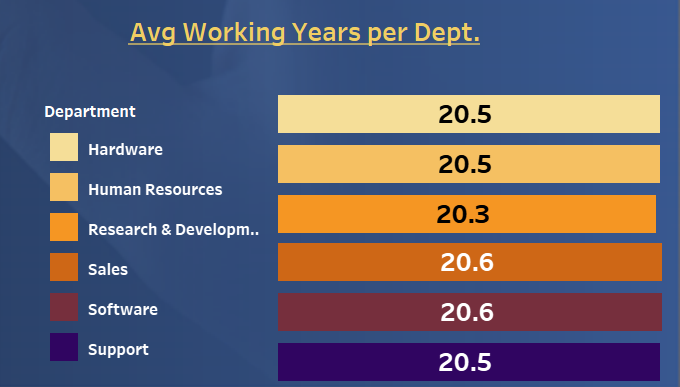 Avg Working Years per Dept.
Department
Hardware
Human Resources
Research & Developm..
Sales
Software
Support
20.5
20.5
20.3
20.6
20.6
20.5